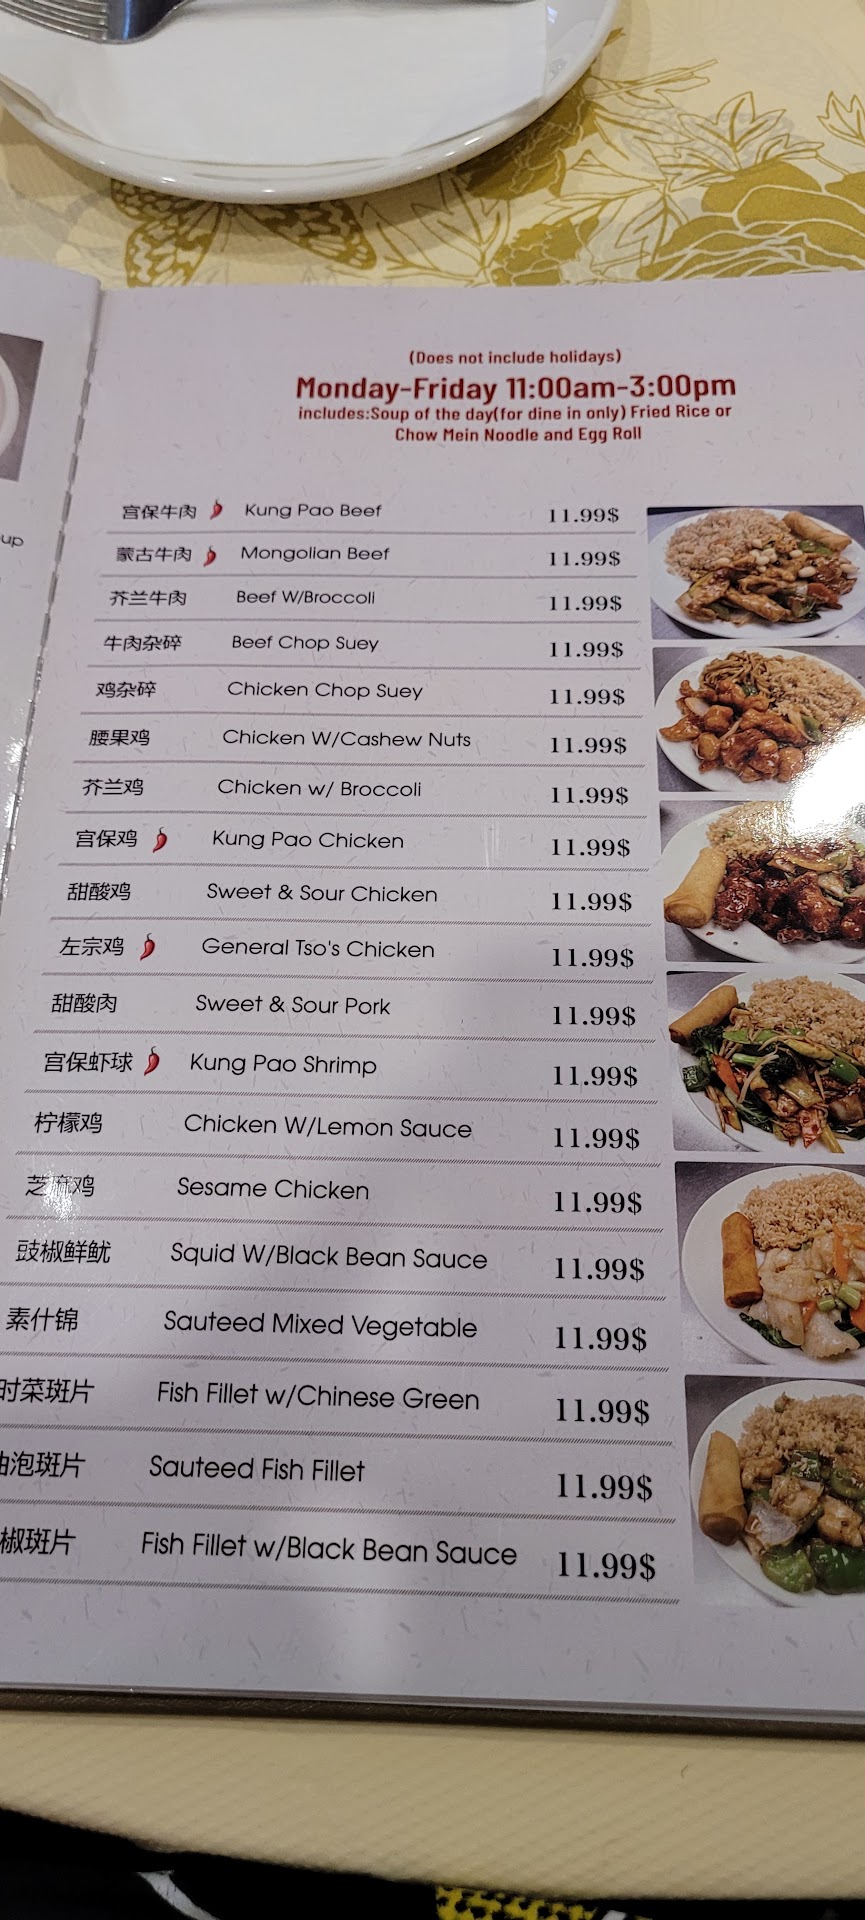 up
(Does not include holidays)
Monday-Friday 11:00am-3:00pm
includes:Soup of the day(for dine in only) Fried Rice or
Chow Mein Noodle and Egg Roll
宫保牛肉 Kung Pao Beef 11.99$
蒙古牛肉 Mongolian Beef 11.99$
芥兰牛肉 Beef W/Broccoli 11.99$
牛肉杂碎 Beef Chop Suey 11.99$
鸡杂碎 Chicken Chop Suey 11.99$
腰果鸡 Chicken W/Cashew Nuts 11.99$
芥兰鸡 Chicken w/ Broccoli 11.99$
宫保鸡 Kung Pao Chicken 11.99$
甜酸鸡 Sweet & Sour Chicken 11.99$
左宗鸡 General Tso's Chicken 11.99$
甜酸肉 Sweet & Sour Pork 11.99$
宫保虾球 Kung Pao Shrimp 11.99$
柠檬鸡 Chicken W/Lemon Sauce 11.99$
芝麻鸡 Sesame Chicken 11.99$
豉椒鲜鱿 Squid W/Black Bean Sauce 11.99$
素什锦 Sauteed Mixed Vegetable 11.99$
时菜斑片 Fish Fillet w/Chinese Green 11.99$
油泡斑片 Sauteed Fish Fillet 11.99$
椒斑片 Fish Fillet w/Black Bean Sauce 11.99$